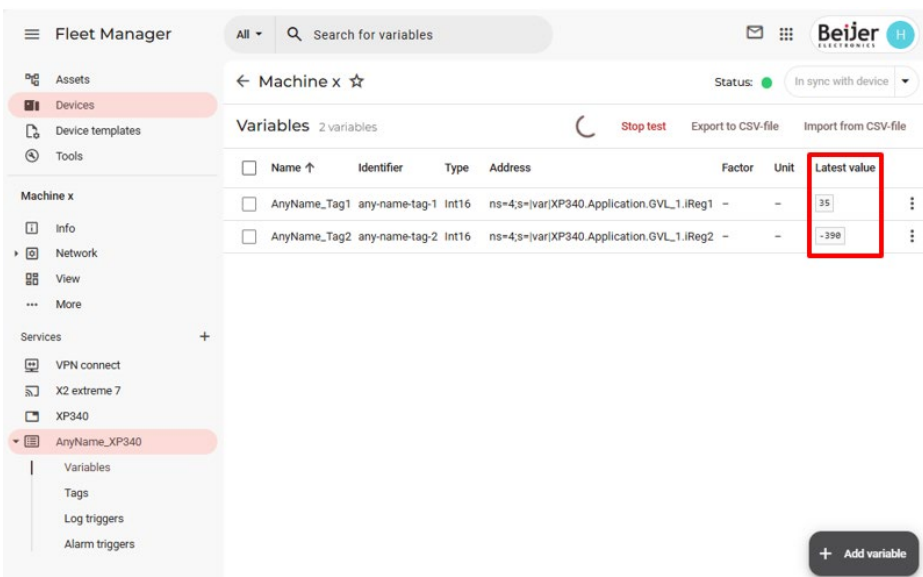 Fleet Manager
All
Search for variables
BeiJer
ELECTRONICS
H
Assets
Devices
Device templates
Tools
Machine x
Info
Network
View
More
Services +
VPN connect
X2 extreme 7
XP340
AnyName_XP340
Variables
Tags
Log triggers
Alarm triggers
Machine x
Status:
In sync with device
Variables 2 variables
Stop test Export to CSV-file Import from CSV-file
Name ↑ Identifier Type Address Factor Unit Latest value
AnyName_Tag1 any-name-tag-1 Int16 ns=4;s=|var|XP340.Application.GVL_1.iReg1 – – 35
AnyName_Tag2 any-name-tag-2 Int16 ns=4;s=|var|XP340.Application.GVL_1.iReg2 – – -390
+ Add variable